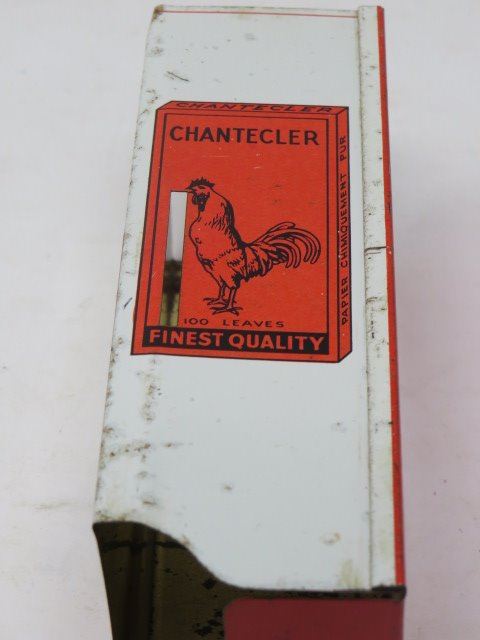 CHANTECLER
CHANTECLER
100 LEAVES
FINEST QUALITY
PAPIER CHIMIQUEMENT PUR